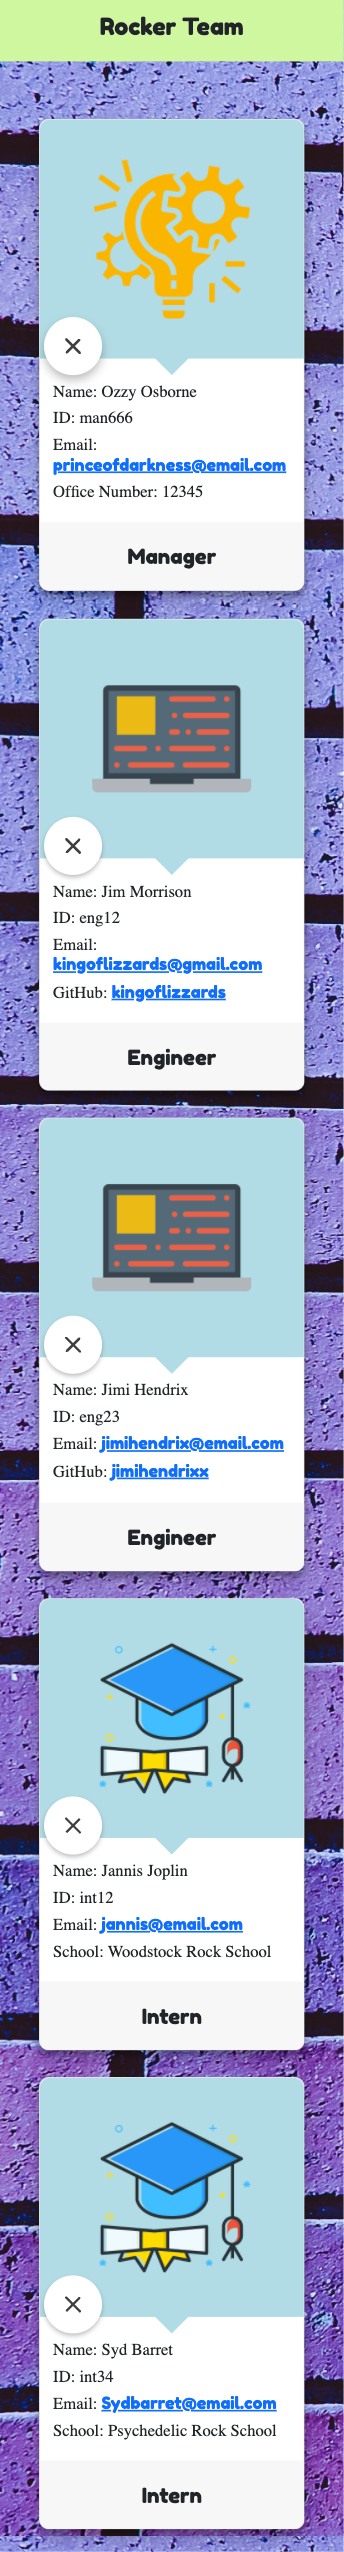 Rocker Team
Name: Ozzy Osborne
ID: man666
Email:
princeofdarkness@email.com
Office Number: 12345
Manager
Name: Jim Morrison
ID: eng12
Email:
kingoflizzards@gmail.com
GitHub: kingoflizzards
Engineer
Name: Jimi Hendrix
ID: eng23
Email: jimihendrix@email.com
GitHub: jimihendrixx
Engineer
Name: Jannis Joplin
ID: int12
Email: jannis@email.com
School: Woodstock Rock School
Intern
Name: Syd Barret
ID: int34
Email: Sydbarret@email.com
School: Psychedelic Rock School
Intern